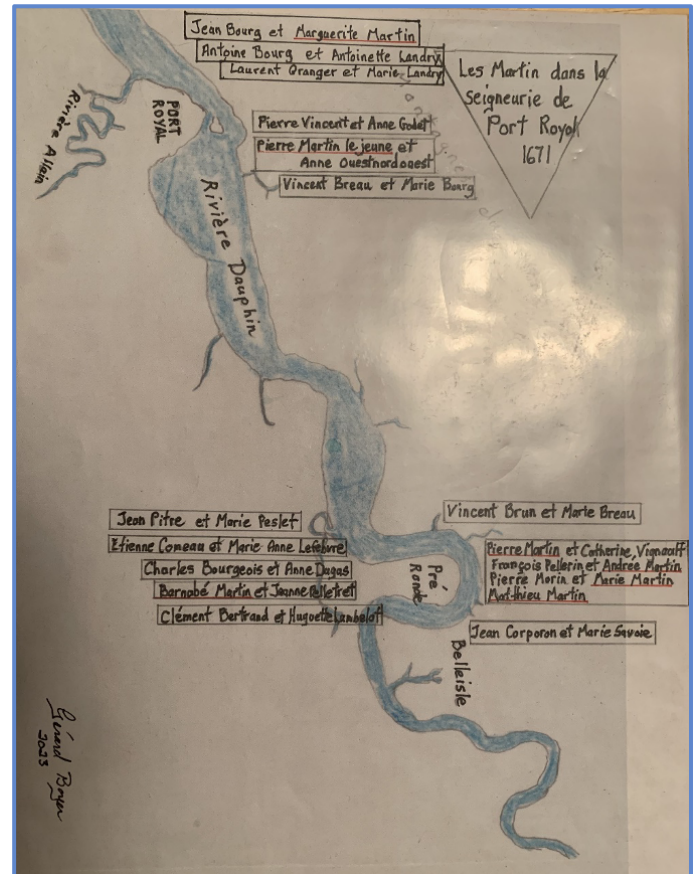 Jean Bourg et Marguerite Martin
Antoine Bourg et Antoinette Landry
Laurent Granger et Marie Landry
Les Martin dans la
seigneurie de
Port Royal
1671
Rivière Allain
PORT
ROYAL
Pierre Vincent et Anne Godet
Pierre Martin le jeune et
Anne Ouestnordouest
Vincent Breau et Marie Bourg
Rivière Dauphin
Vincent Brun et Marie Breau
Jean Pitre et Marie Peslet
Etienne Comeau et Marie Anne Lefebvre
Charles Bourgeois et Anne Dugas
Barnabé Martin et Jeanne Pelletret
Clément Bertrand et Huguette Lambelot
Pré
Ronde
Pierre Martin et Catherine Vignault
François Pellerin et Andrée Martin
Pierre Morin et Marie Martin
Mathieu Martin
Jean Corporon et Marie Savoie
Belleisle
Gérard Boyer
2023